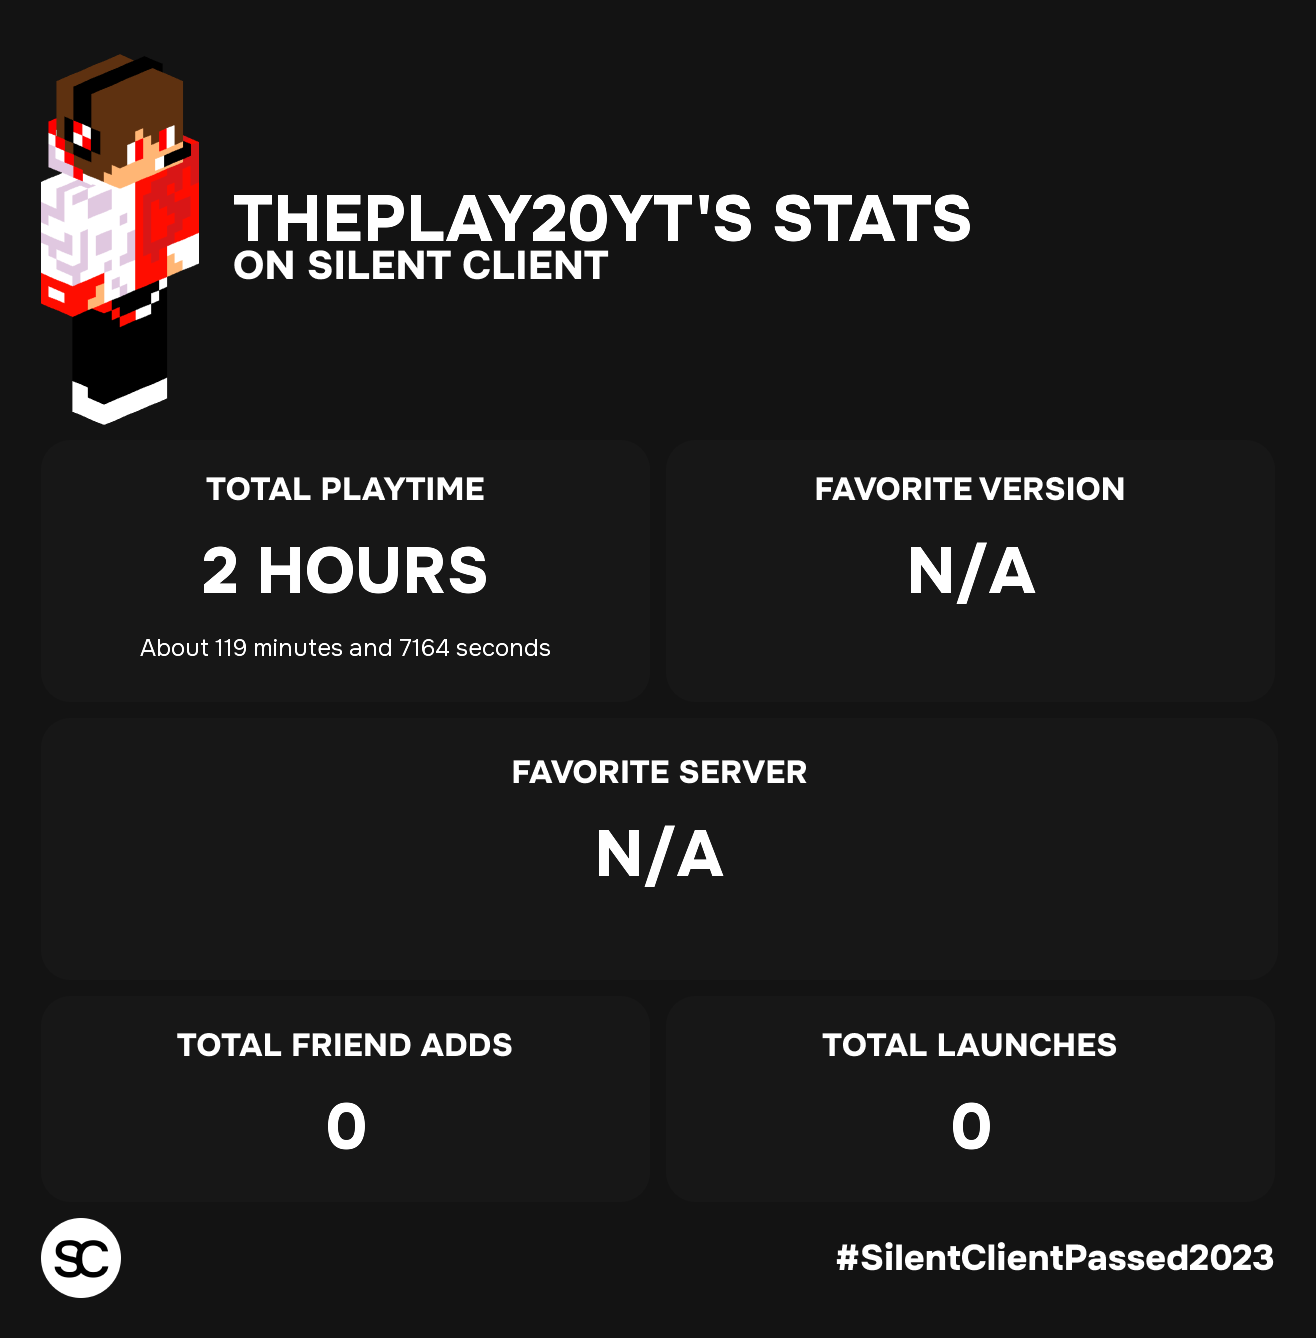 THEPLAY20YT'S STATS
ON SILENT CLIENT
TOTAL PLAYTIME
2 HOURS
About 119 minutes and 7164 seconds
FAVORITE VERSION
N/A
FAVORITE SERVER
N/A
TOTAL FRIEND ADDS
0
TOTAL LAUNCHES
0
SC
#SilentClientPassed2023